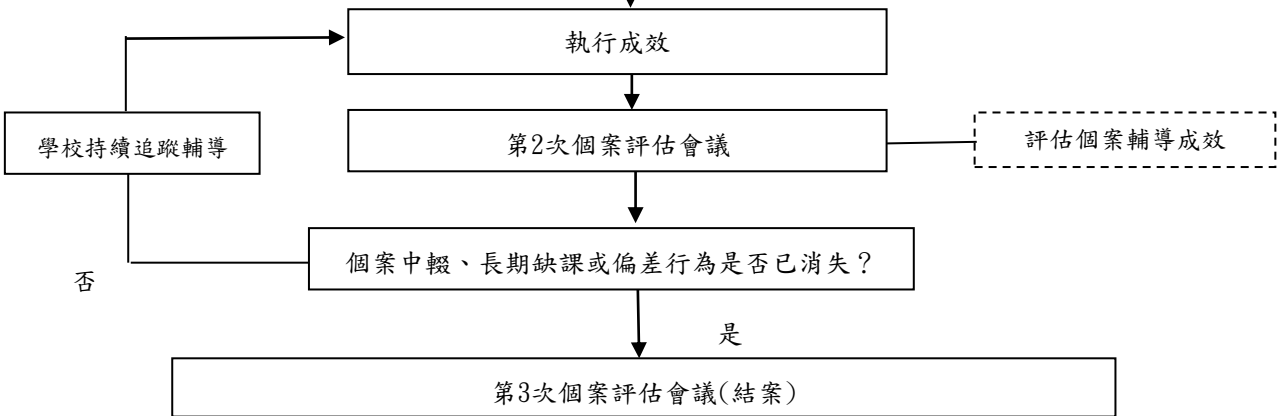 執行成效
學校持續追蹤輔導
第2次個案評估會議
評估個案輔導成效
個案中輟、長期缺課或偏差行為是否已消失？
否
是
第3次個案評估會議(結案)